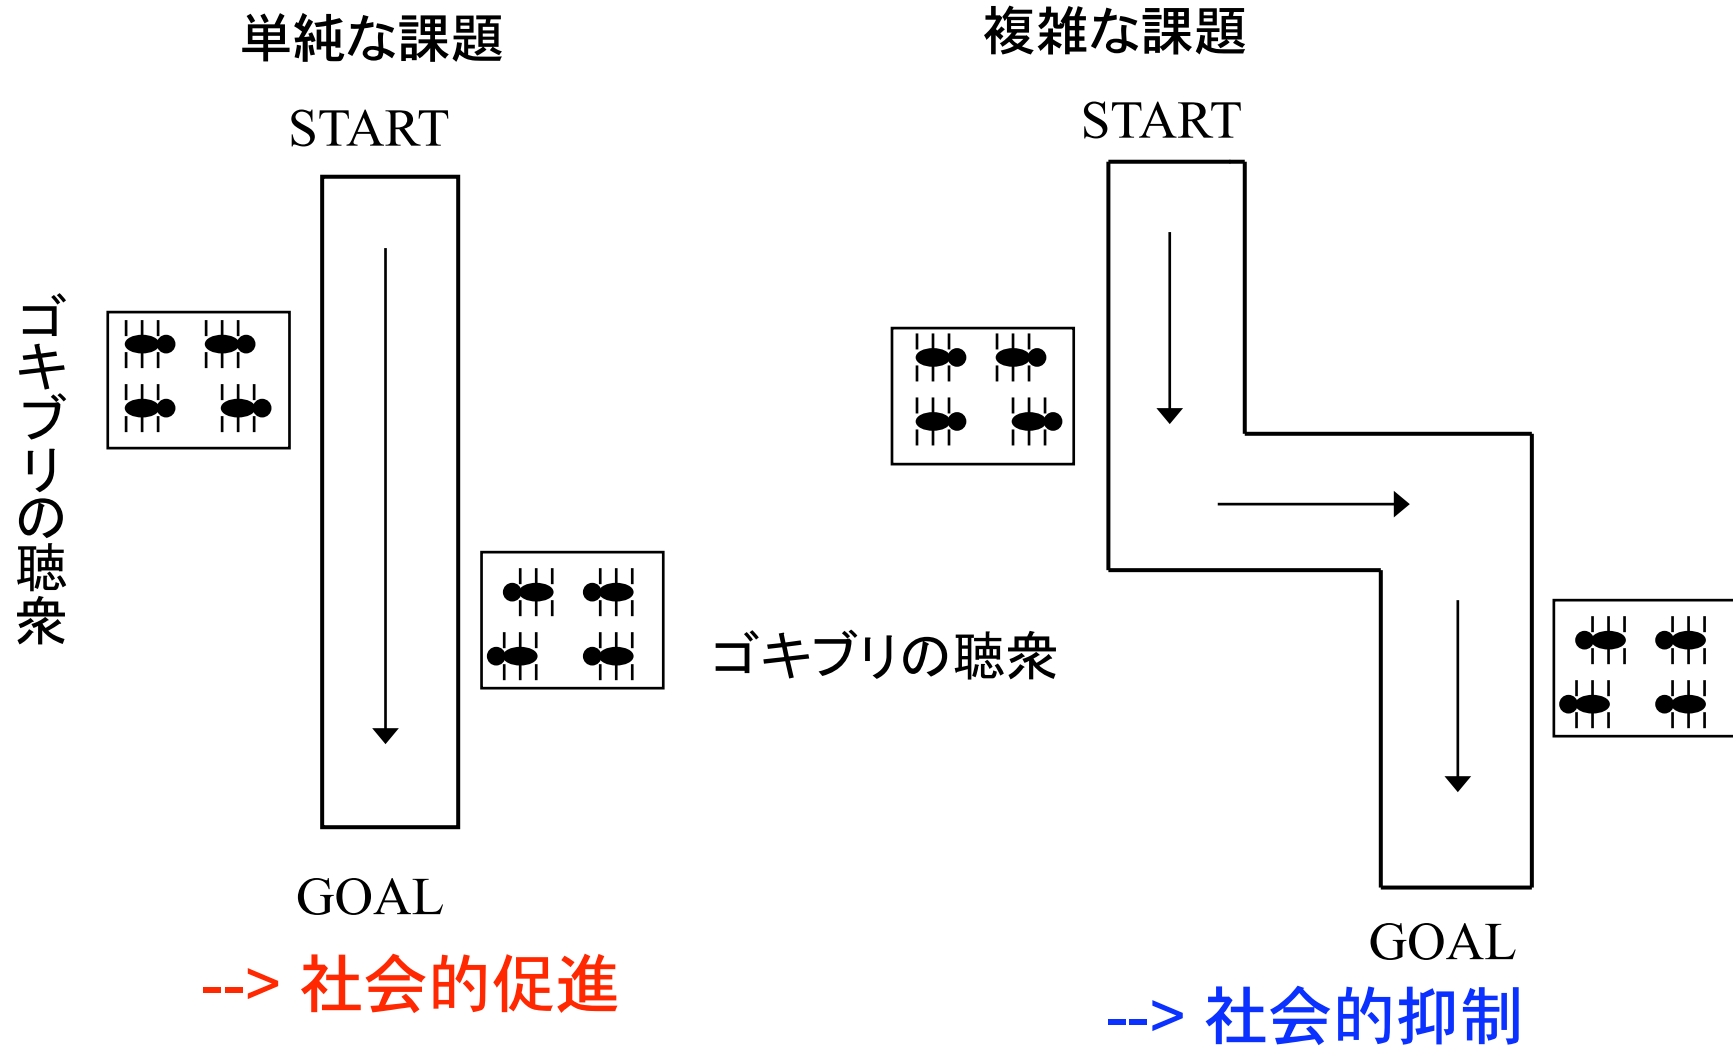 単純な課題
START
ゴキブリの聴衆
GOAL
--> 社会的促進
複雑な課題
START
ゴキブリの聴衆
GOAL
--> 社会的抑制